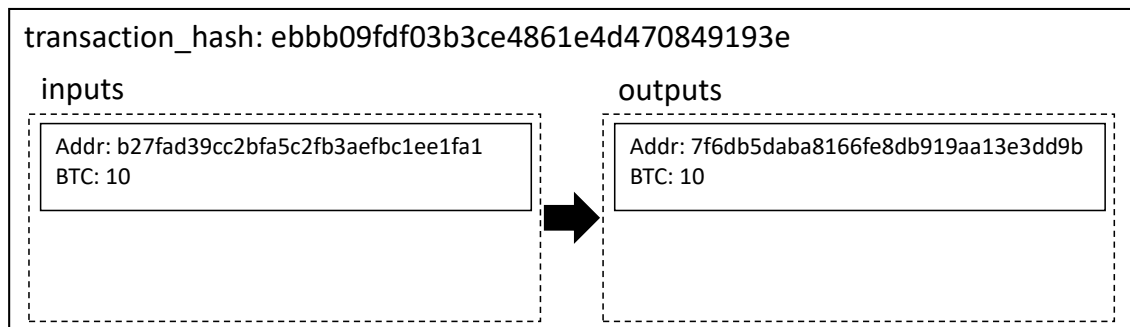 transaction_hash: ebbb09fdf03b3ce4861e4d470849193e
inputs
Addr: b27fad39cc2bfa5c2fb3aefbc1ee1fa1
BTC: 10
outputs
Addr: 7f6db5daba8166fe8db919aa13e3dd9b
BTC: 10